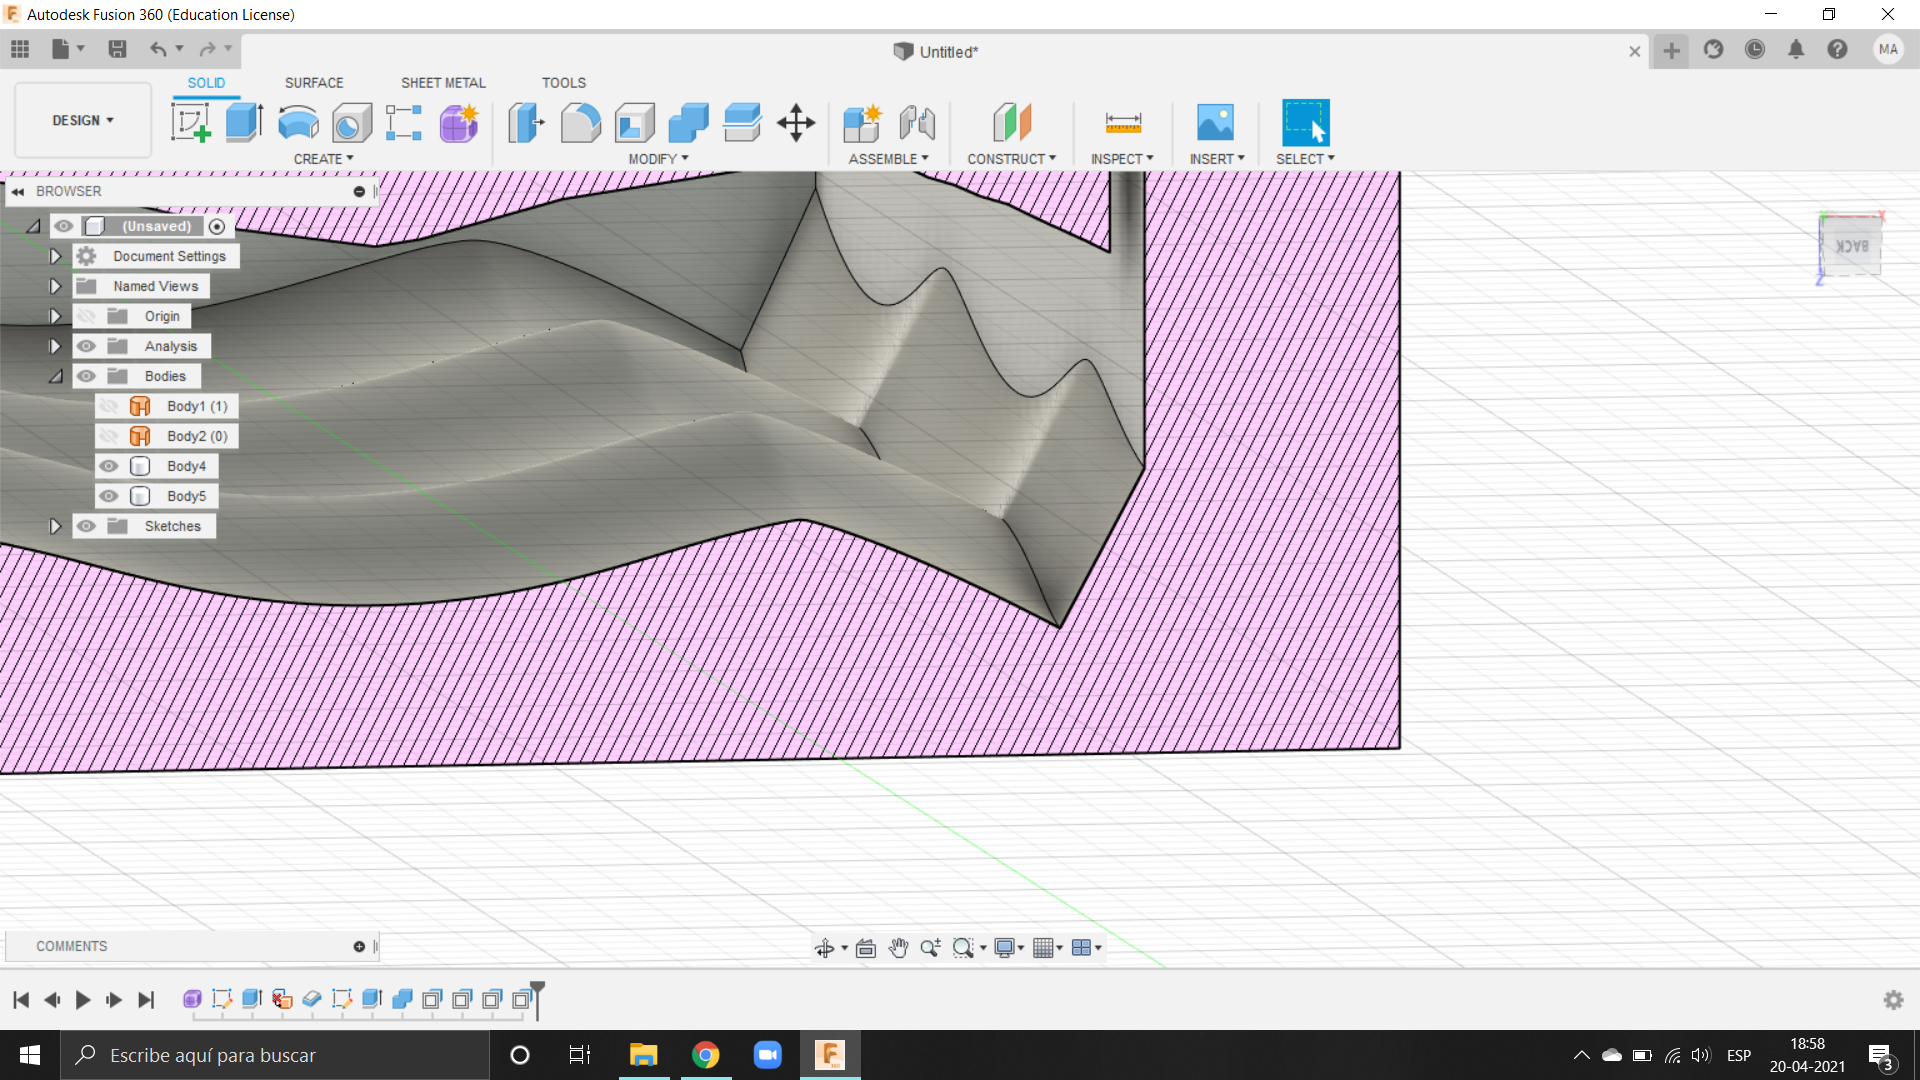 Autodesk Fusion 360 (Education License)
Untitled*
MA
SOLID SURFACE SHEET METAL TOOLS
DESIGN
CREATE MODIFY ASSEMBLE CONSTRUCT INSPECT INSERT SELECT
BROWSER
(Unsaved)
Document Settings
Named Views
Origin
Analysis
Bodies
Body1 (1)
Body2 (0)
Body4
Body5
Sketches
X
BACK
Z
COMMENTS
Escribe aquí para buscar
F
360
ESP
18:58
20-04-2021
3